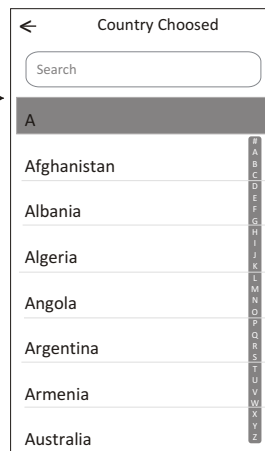 Country Choosed
Search
A
Afghanistan
Albania
Algeria
Angola
Argentina
Armenia
Australia
#
A
B
C
D
E
F
G
H
I
J
K
L
M
N
O
P
Q
R
S
T
U
V
W
X
Y
Z